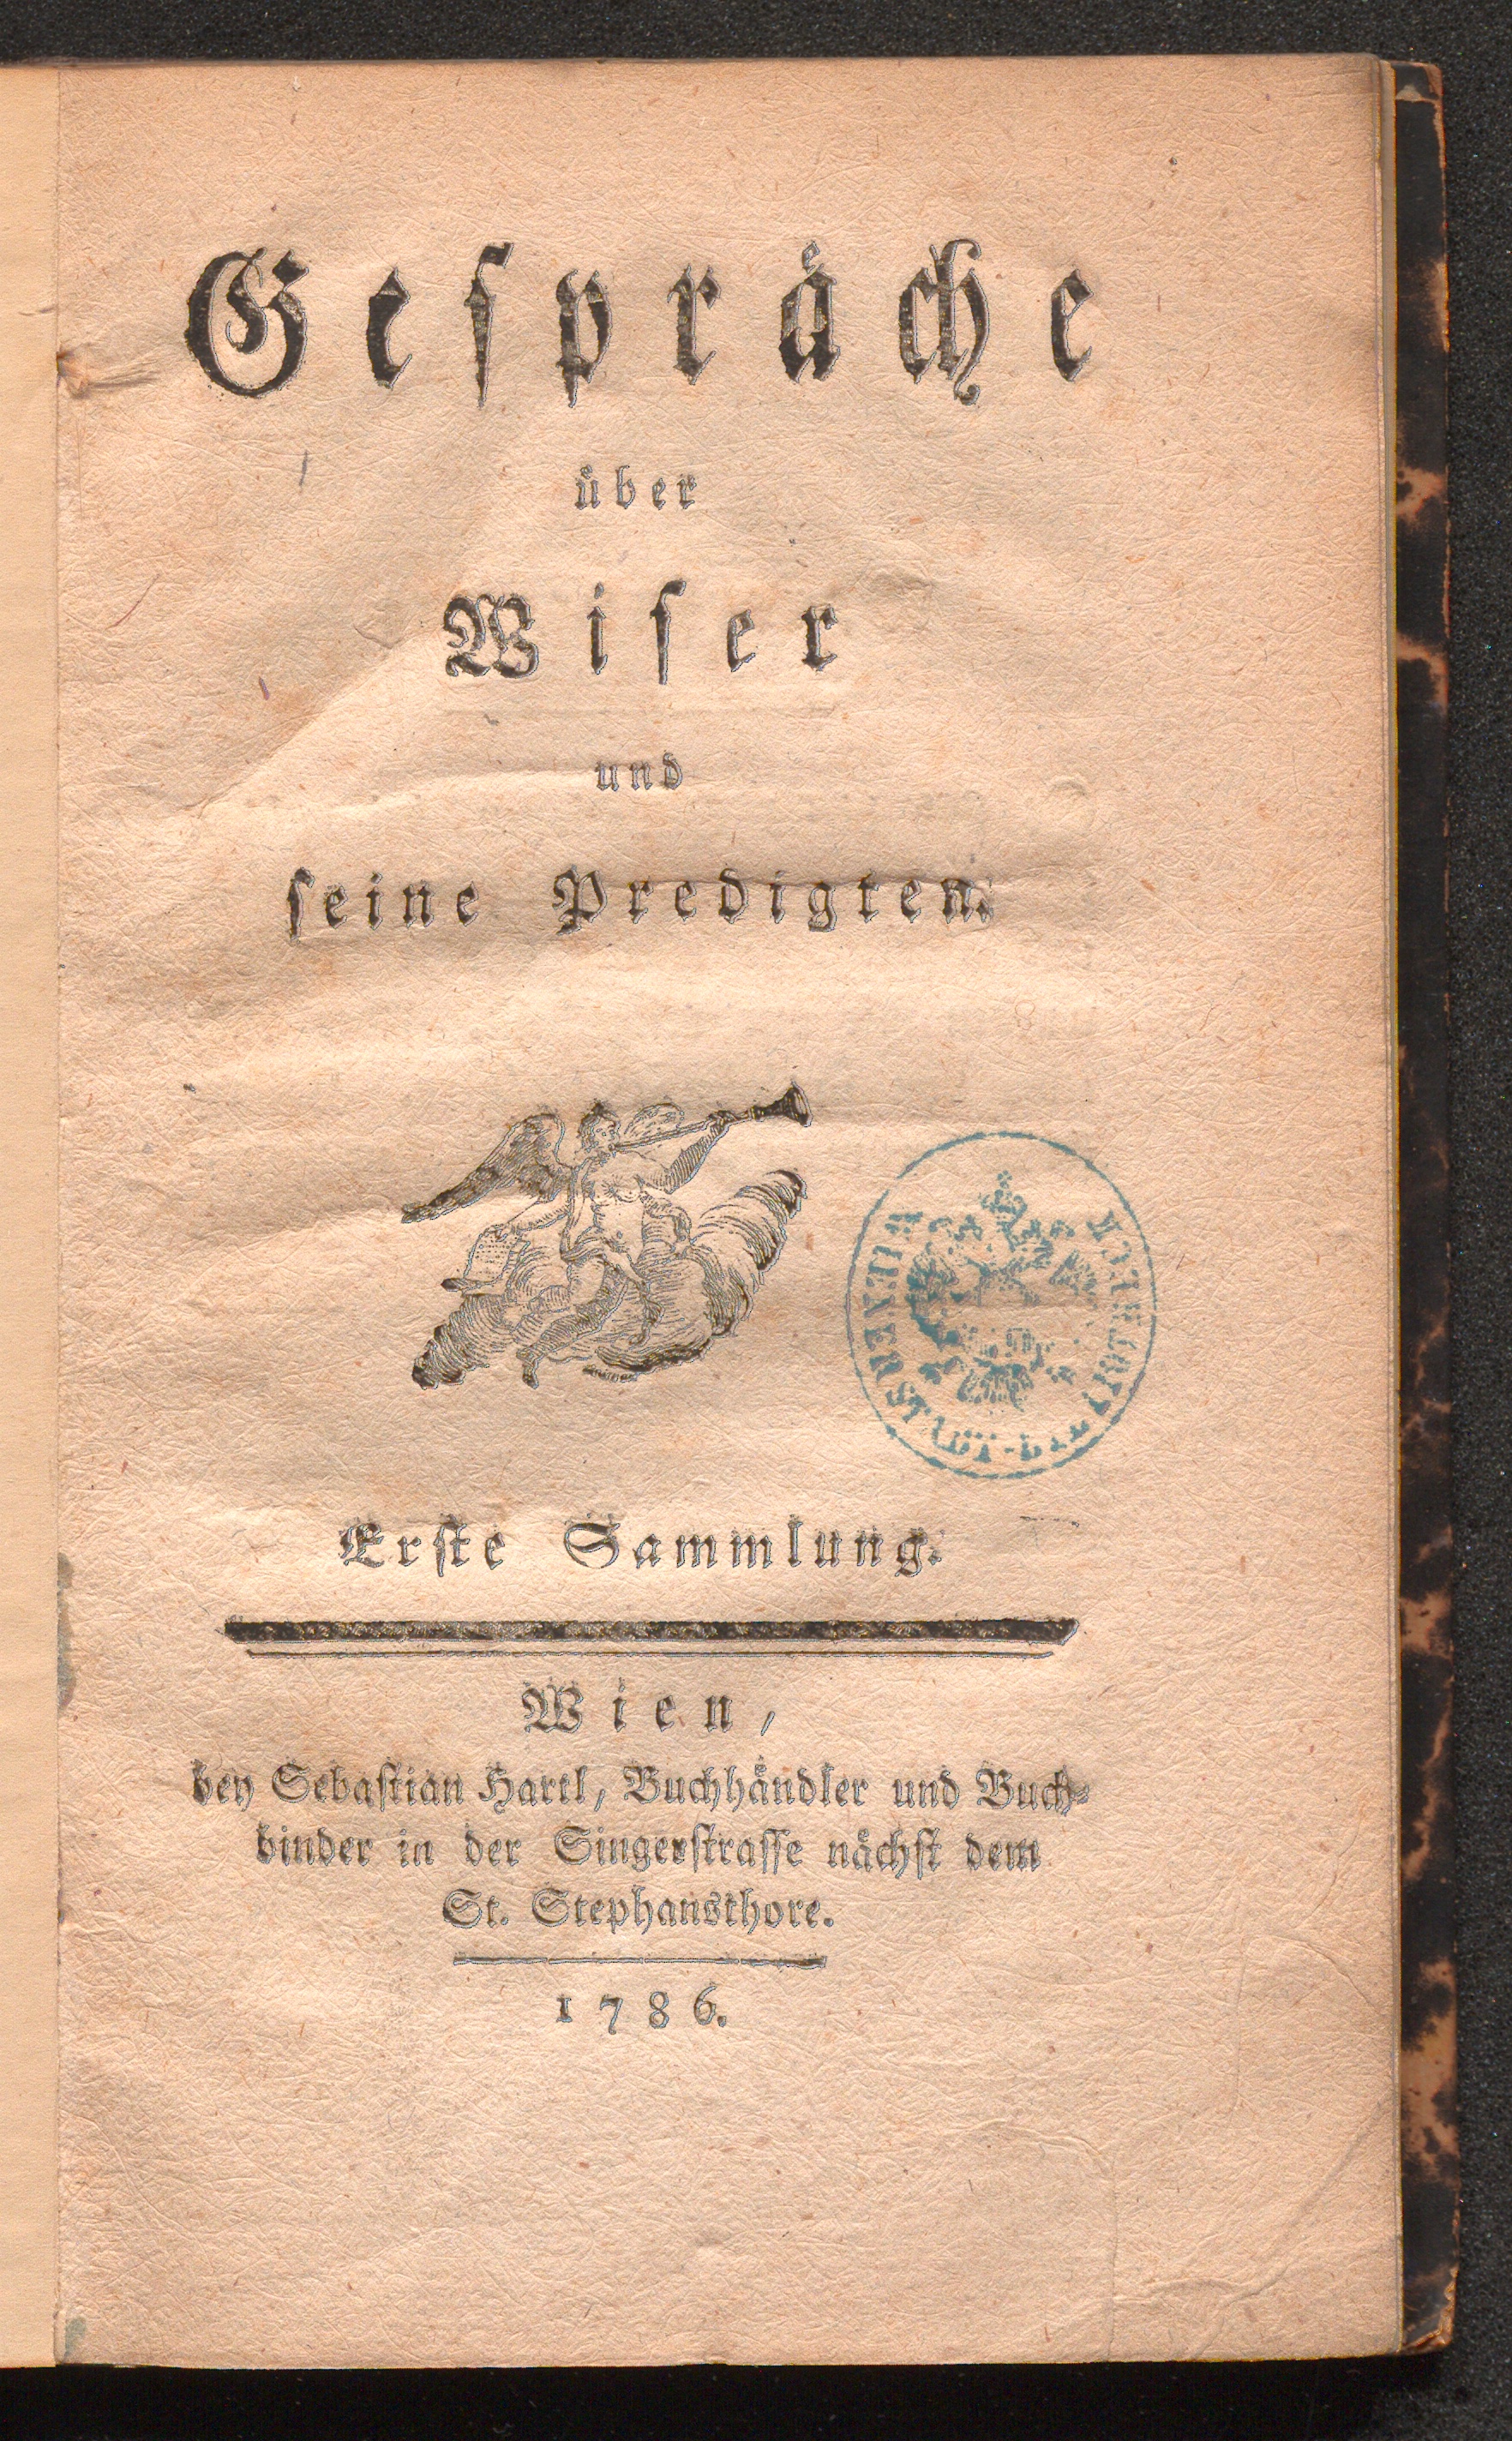 Gespräche
über
Wiser
und
seine Predigten.
Erste Sammlung.
Wien,
bey Sebastian Hartl, Buchhändler und Buch-
binder in der Singerstrasse nächst dem
St. Stephansthore.
1786.